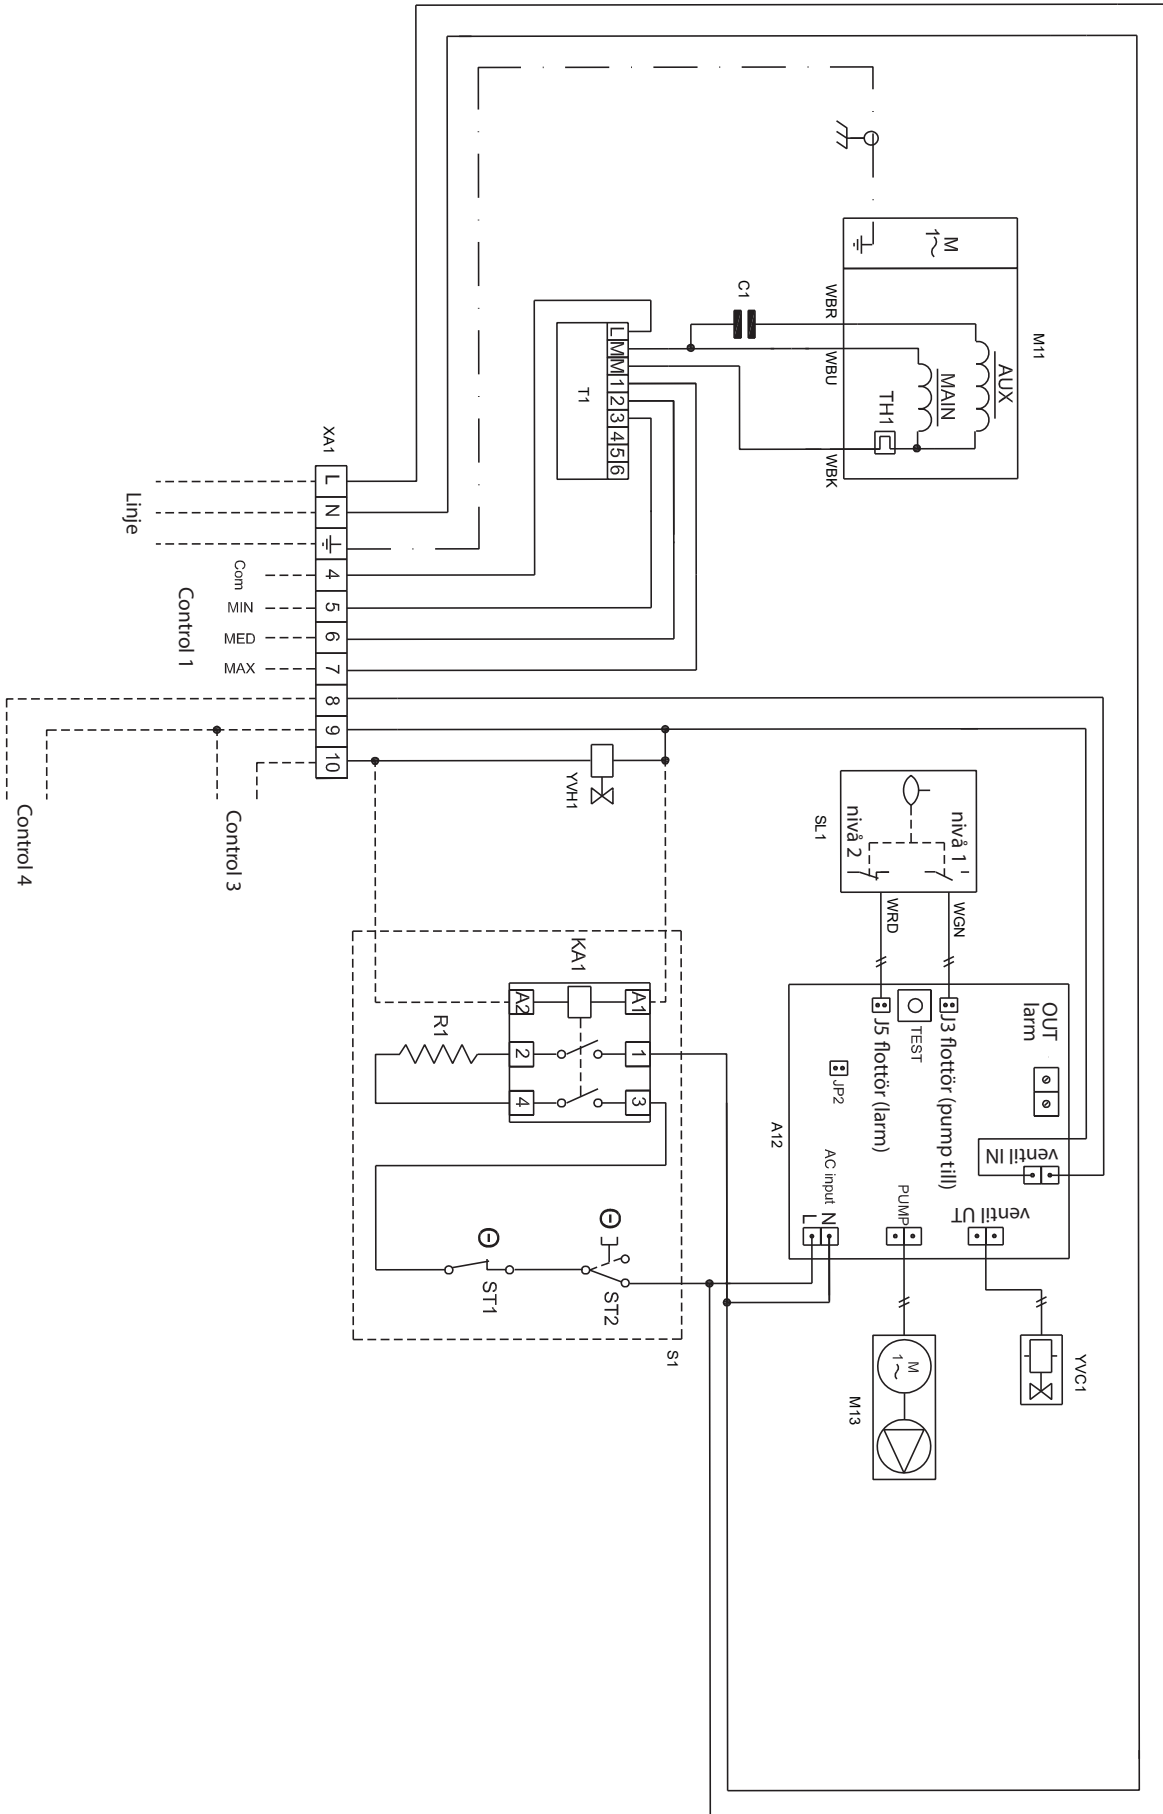 M
1~
M11
AUX
MAIN
TH1
WBR
WBU
WBK
C1
L
M
M
1
2
3
4
5
6
T1
XA1
L
N
4
5
6
7
8
9
10
Linje
Com
MIN
MED
MAX
Control 1
Control 3
Control 4
YVH1
SL1
nivå 1
nivå 2
WGN
WRD
KA1
A1
A2
1
2
3
4
R1
ST1
ST2
S1
A12
OUT
larm
J3 flottör (pump till)
TEST
J5 flottör (larm)
JP2
ventil IN
ventil UT
AC input
N
L
PUMP
M
1~
M13
YVC1